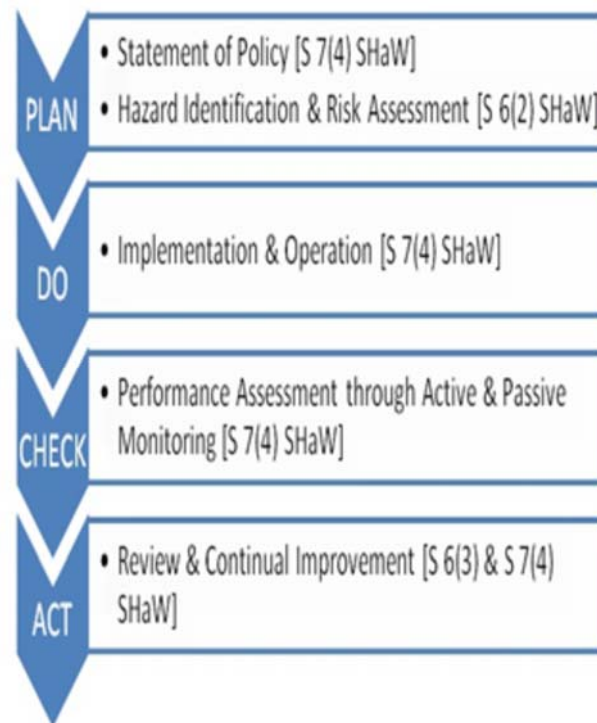 PLAN
• Statement of Policy [S 7(4) SHaW]
• Hazard Identification & Risk Assessment [S 6(2) SHaW]
DO
• Implementation & Operation [S 7(4) SHaW]
CHECK
• Performance Assessment through Active & Passive
Monitoring [S 7(4) SHaW]
ACT
• Review & Continual Improvement [S 6(3) & S 7(4)
SHaW]